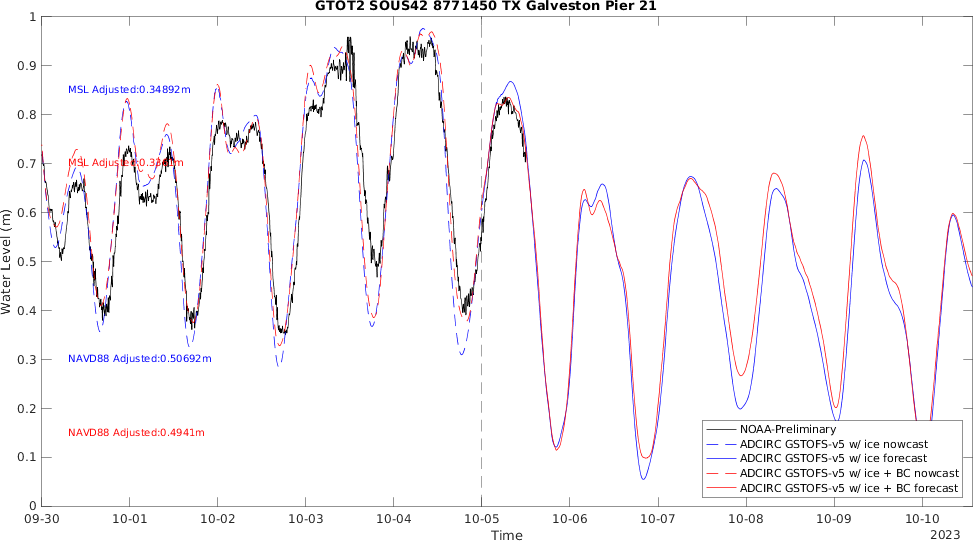 GTOT2 SOUS42 8771450 TX Galveston Pier 21
1
0.9
0.8
0.7
0.6
0.5
0.4
0.3
0.2
0.1
0
Water Level (m)
MSL Adjusted:0.34892m
MSL Adjusted:
NAVD88 Adjusted:0.50692m
NAVD88 Adjusted:0.4941m
NOAA-Preliminary
ADCIRC GSTOFS-v5 w/ ice nowcast
ADCIRC GSTOFS-v5 w/ ice forecast
ADCIRC GSTOFS-v5 w/ ice + BC nowcast
ADCIRC GSTOFS-v5 w/ ice + BC forecast
09-30 10-01 10-02 10-03 10-04 10-05 10-06 10-07 10-08 10-09 10-10
Time
2023